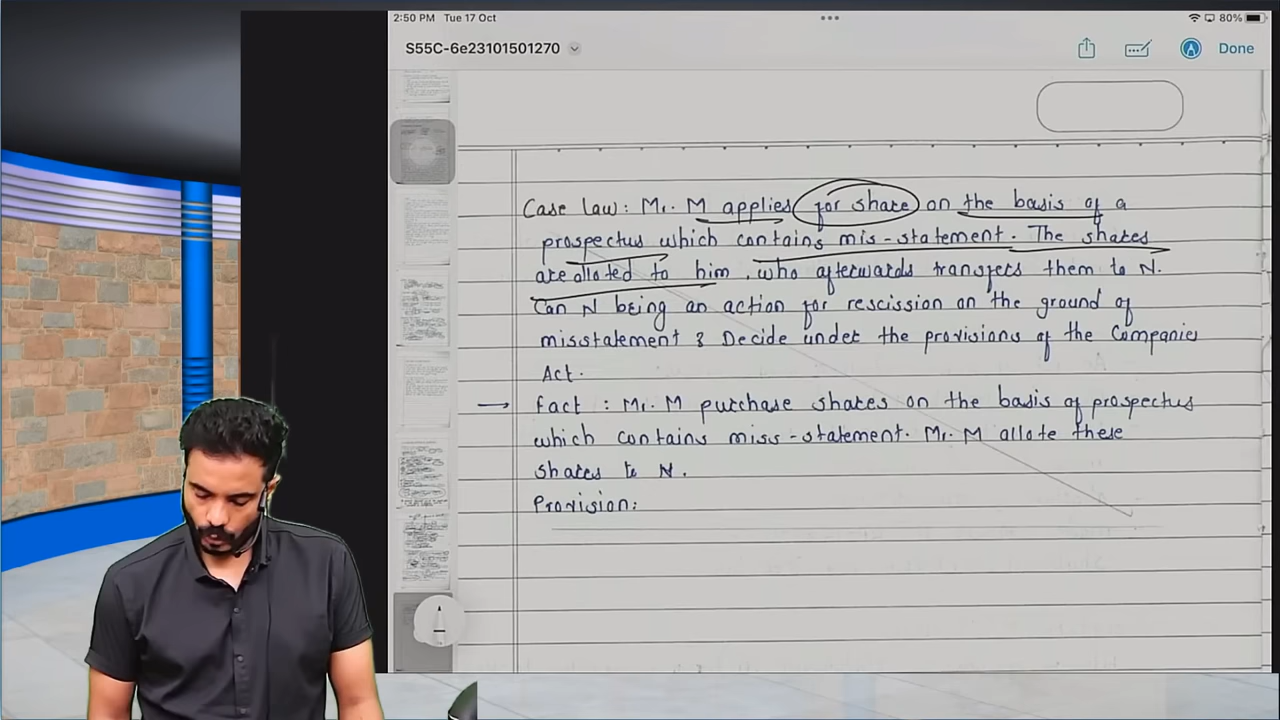 2:50 PM Tue 17 Oct
80%
S55C-6e23101501270
Done
Case law: Mr. M applies for share on the basis of a
prospectus which contains mis-statement. The shares
are alloted to him, who afterwards transfers them to N.
Can N being an action for rescission on the ground of
misstatement? Decide under the provisions of the Companies
Act.
→ Fact : Mr. M purchase shares on the basis of prospectus
which contains miss-statement. Mr. M allote these
shares to N.
Provision: